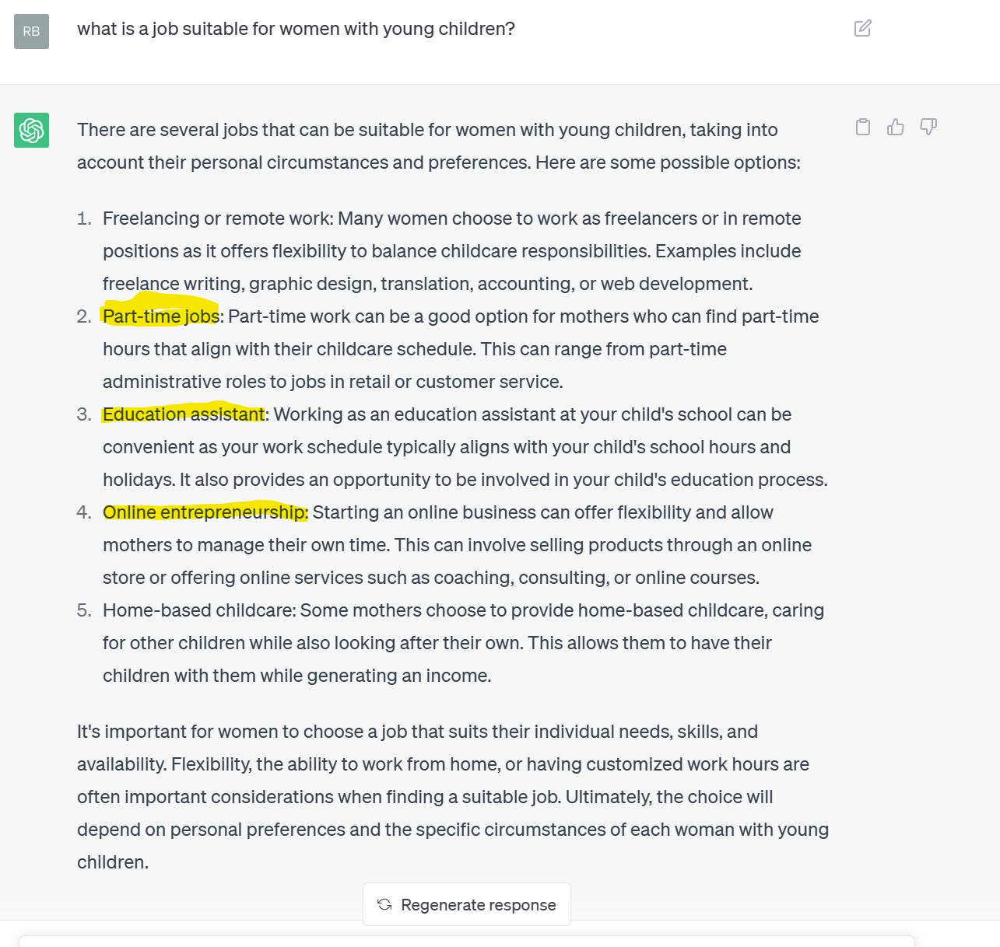 RB
what is a job suitable for women with young children?
There are several jobs that can be suitable for women with young children, taking into
account their personal circumstances and preferences. Here are some possible options:
1. Freelancing or remote work: Many women choose to work as freelancers or in remote
positions as it offers flexibility to balance childcare responsibilities. Examples include
freelance writing, graphic design, translation, accounting, or web development.
2. Part-time jobs: Part-time work can be a good option for mothers who can find part-time
hours that align with their childcare schedule. This can range from part-time
administrative roles to jobs in retail or customer service.
3. Education assistant: Working as an education assistant at your child's school can be
convenient as your work schedule typically aligns with your child's school hours and
holidays. It also provides an opportunity to be involved in your child's education process.
4. Online entrepreneurship: Starting an online business can offer flexibility and allow
mothers to manage their own time. This can involve selling products through an online
store or offering online services such as coaching, consulting, or online courses.
5. Home-based childcare: Some mothers choose to provide home-based childcare, caring
for other children while also looking after their own. This allows them to have their
children with them while generating an income.
It's important for women to choose a job that suits their individual needs, skills, and
availability. Flexibility, the ability to work from home, or having customized work hours are
often important considerations when finding a suitable job. Ultimately, the choice will
depend on personal preferences and the specific circumstances of each woman with young
children.
Regenerate response